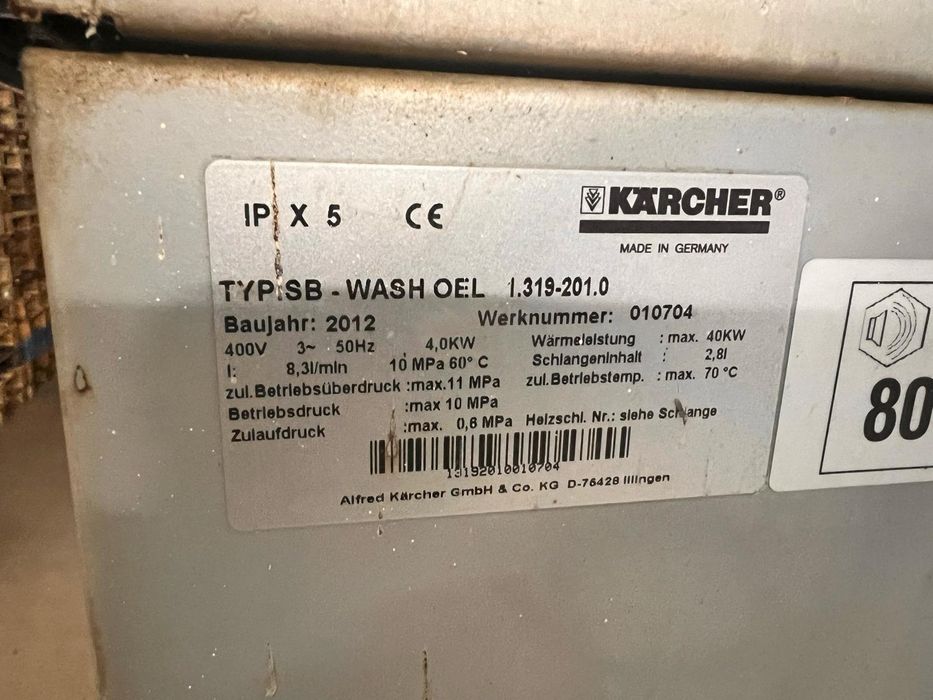 IP X 5 CE KÄRCHER®
MADE IN GERMANY
TYP SB - WASH OEL 1.319-201.0
Baujahr: 2012 Werknummer: 010704
400V 3~ 50Hz 4,0KW Wärmeleistung : max. 40KW
I: 8,3l/min 10 MPa 60° C Schlangeninhalt : 2,8l
zul.Betriebsüberdruck :max.11 MPa zul.Betriebstemp. : max. 70 °C
Betriebsdruck :max 10 MPa
Zulaufdruck :max. 0,6 MPa Heizschl. Nr.: siehe Schlange
13192010010704
Alfred Kärcher GmbH & Co. KG D-76428 Illingen
80